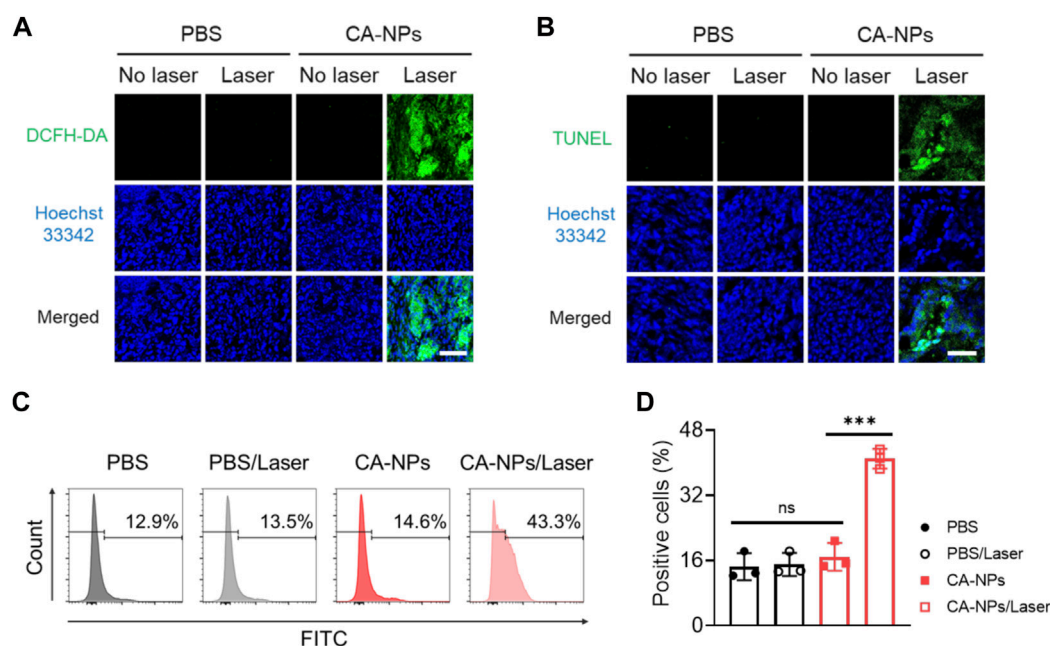 A
PBS CA-NPs
No laser Laser No laser Laser
DCFH-DA
Hoechst
33342
Merged
B
PBS CA-NPs
No laser Laser No laser Laser
TUNEL
Hoechst
33342
Merged
C
PBS PBS/Laser CA-NPs CA-NPs/Laser
12.9% 13.5% 14.6% 43.3%
Count
FITC
D
Positive cells (%)
48
32
16
0
ns
***
PBS
PBS/Laser
CA-NPs
CA-NPs/Laser